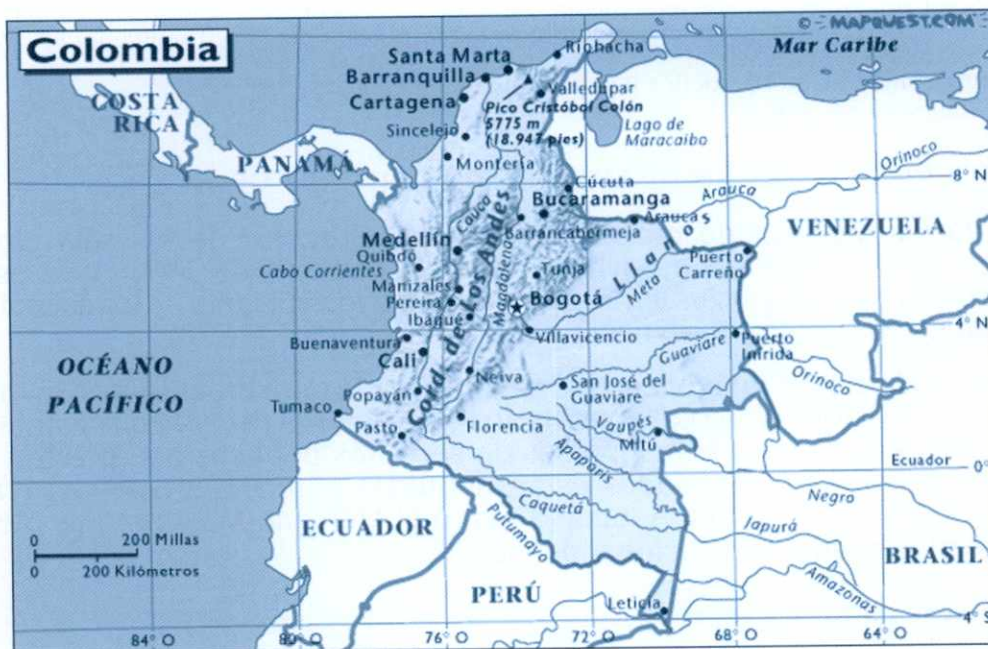 © MAPQUEST.COM
Colombia
Mar Caribe
Riohacha
Santa Marta
Barranquilla
Valledupar
Cartagena
COSTA
RICA
Pico Cristóbal Colón
5775 m
(18.947 pies)
Lago de
Maracaibo
Sincelejo
PANAMÁ
Montería
Orinoco
8° N
Cúcuta
Arauca
Bucaramanga
Cauca
Arauca
Barrancabermeja
VENEZUELA
Medellín
Quibdó
Llanos
Puerto
Carreño
Cabo Corrientes
Tunja
Magdalena
Meta
Manizales
Pereira
Bogotá
Ibagué
Cord. de Los Andes
4° N
Villavicencio
Buenaventura
Puerto
Inírida
Cali
Guaviare
OCÉANO
PACÍFICO
Orinoco
Neiva
San José del
Guaviare
Popayán
Tumaco
Vaupés
Florencia
Pasto
Mitú
Apaporis
Ecuador
0°
Caquetá
Negro
ECUADOR
Putumayo
Japurá
0
200 Millas
0
200 Kilómetros
BRASIL
PERÚ
Amazonas
Leticia
4° S
84° O
80° O
76° O
72° O
68° O
64° O